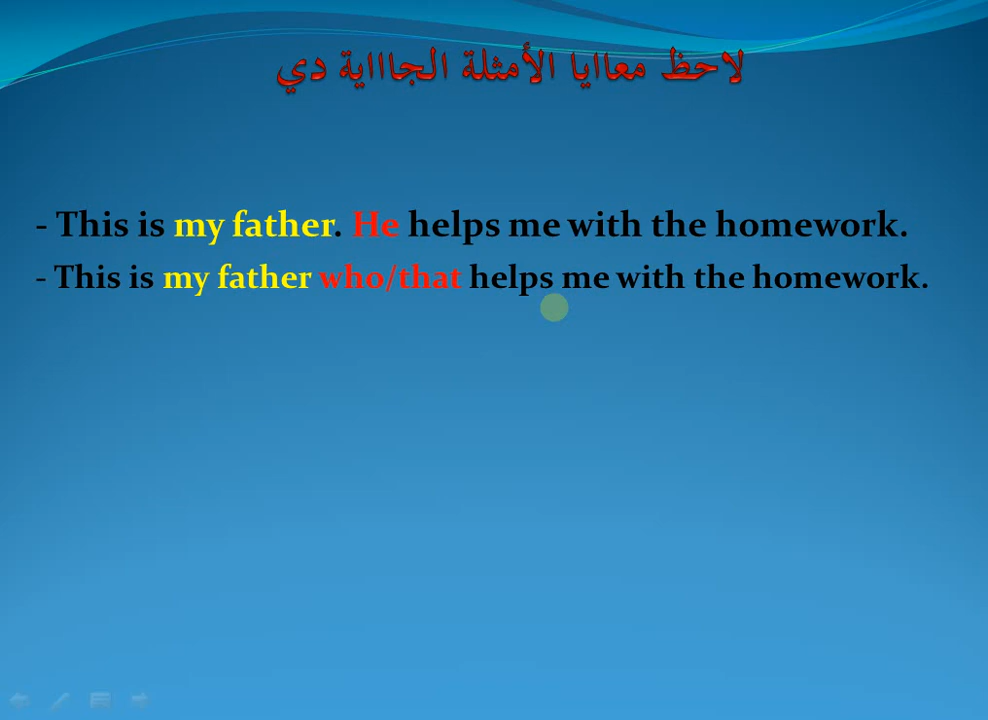 لاحظ معاايا الأمثلة الجاااية دي
- This is my father. He helps me with the homework.
- This is my father who/that helps me with the homework.